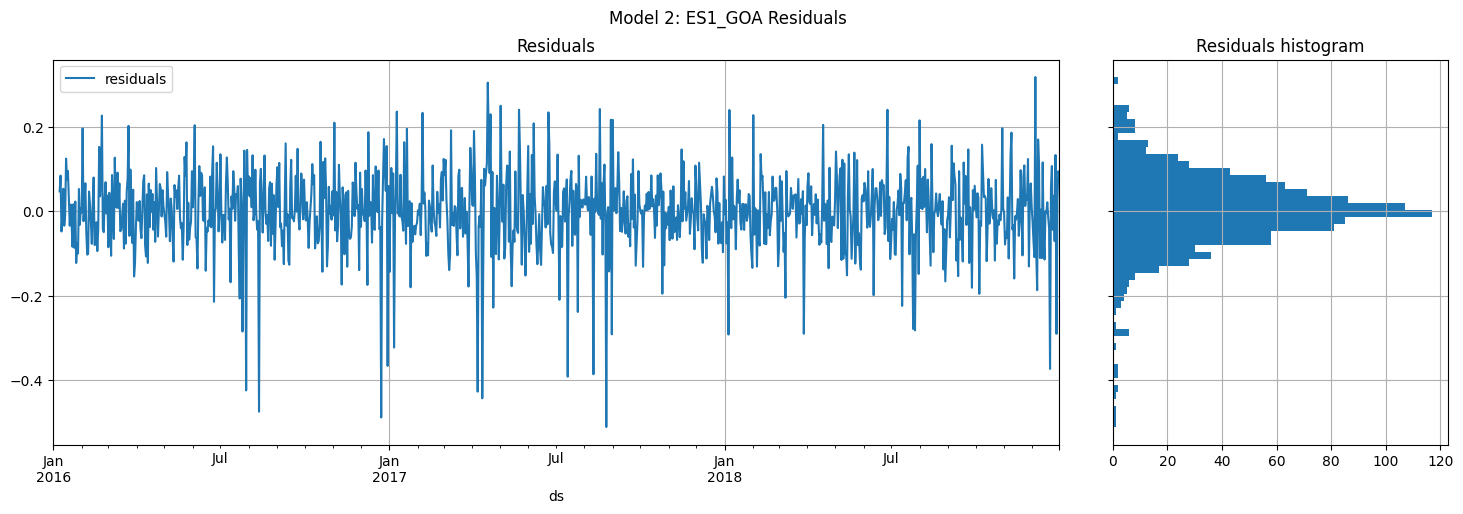 Model 2: ES1_GOA Residuals
Residuals
Residuals histogram
residuals
0.2
0.0
−0.2
−0.4
Jan
2016
Jul
Jan
2017
Jul
Jan
2018
Jul
ds
0
20
40
60
80
100
120